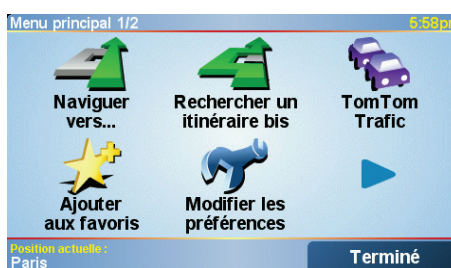 Menu principal 1/2
5:58p
Naviguer
vers...
Rechercher un
itinéraire bis
TomTom
Trafic
Ajouter
aux favoris
Modifier les
préférences
Position actuelle :
Paris
Terminé